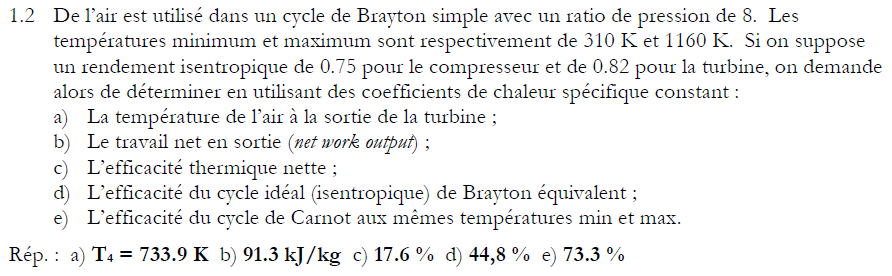 1.2 De l’air est utilisé dans un cycle de Brayton simple avec un ratio de pression de 8. Les
températures minimum et maximum sont respectivement de 310 K et 1160 K. Si on suppose
un rendement isentropique de 0.75 pour le compresseur et de 0.82 pour la turbine, on demande
alors de déterminer en utilisant des coefficients de chaleur spécifique constant :
a) La température de l’air à la sortie de la turbine ;
b) Le travail net en sortie (net work output) ;
c) L’efficacité thermique nette ;
d) L’efficacité du cycle idéal (isentropique) de Brayton équivalent ;
e) L’efficacité du cycle de Carnot aux mêmes températures min et max.
Rép. : a) T4 = 733.9 K b) 91.3 kJ/kg c) 17.6 % d) 44,8 % e) 73.3 %